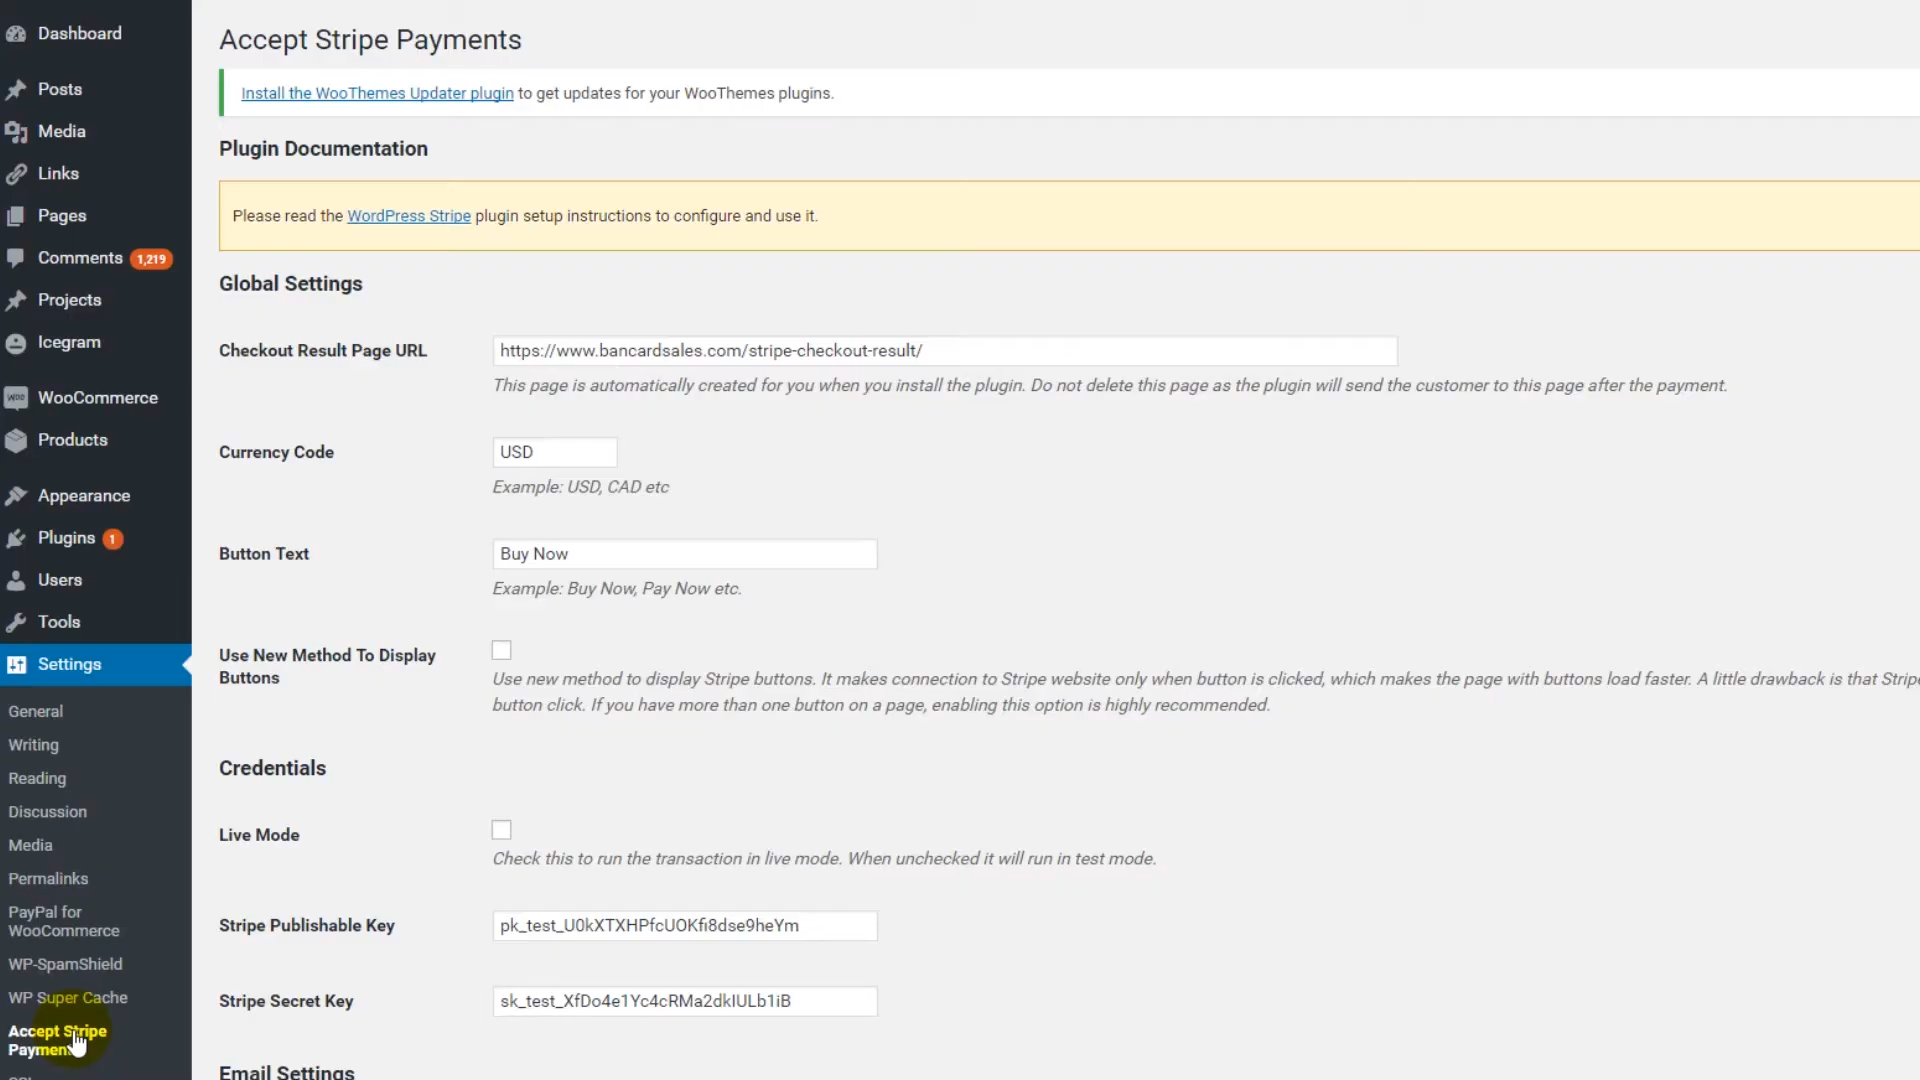 Dashboard
Posts
Media
Links
Pages
Comments 1,219
Projects
Icegram
WooCommerce
Products
Appearance
Plugins 1
Users
Tools
Settings
General
Writing
Reading
Discussion
Media
Permalinks
PayPal for
WooCommerce
WP-SpamShield
WP Super Cache
Accept Stripe
Accept Stripe Payments
Install the WooThemes Updater plugin to get updates for your WooThemes plugins.
Plugin Documentation
Please read the WordPress Stripe plugin setup instructions to configure and use it.
Global Settings
Checkout Result Page URL
https://www.bancardsales.com/stripe-checkout-result/
This page is automatically created for you when you install the plugin. Do not delete this page as the plugin will send the customer to this page after the payment.
Currency Code
USD
Example: USD, CAD etc
Button Text
Buy Now
Example: Buy Now, Pay Now etc.
Use New Method To Display
Buttons
Use new method to display Stripe buttons. It makes connection to Stripe website only when button is clicked, which makes the page with buttons load faster. A little drawback is that Stripe
button click. If you have more than one button on a page, enabling this option is highly recommended.
Credentials
Live Mode
Check this to run the transaction in live mode. When unchecked it will run in test mode.
Stripe Publishable Key
pk_test_U0kXTXHPfcUOKfi8dse9heYm
Stripe Secret Key
sk_test_XfDo4e1Yc4cRMa2dkIULb1iB
Email Settings